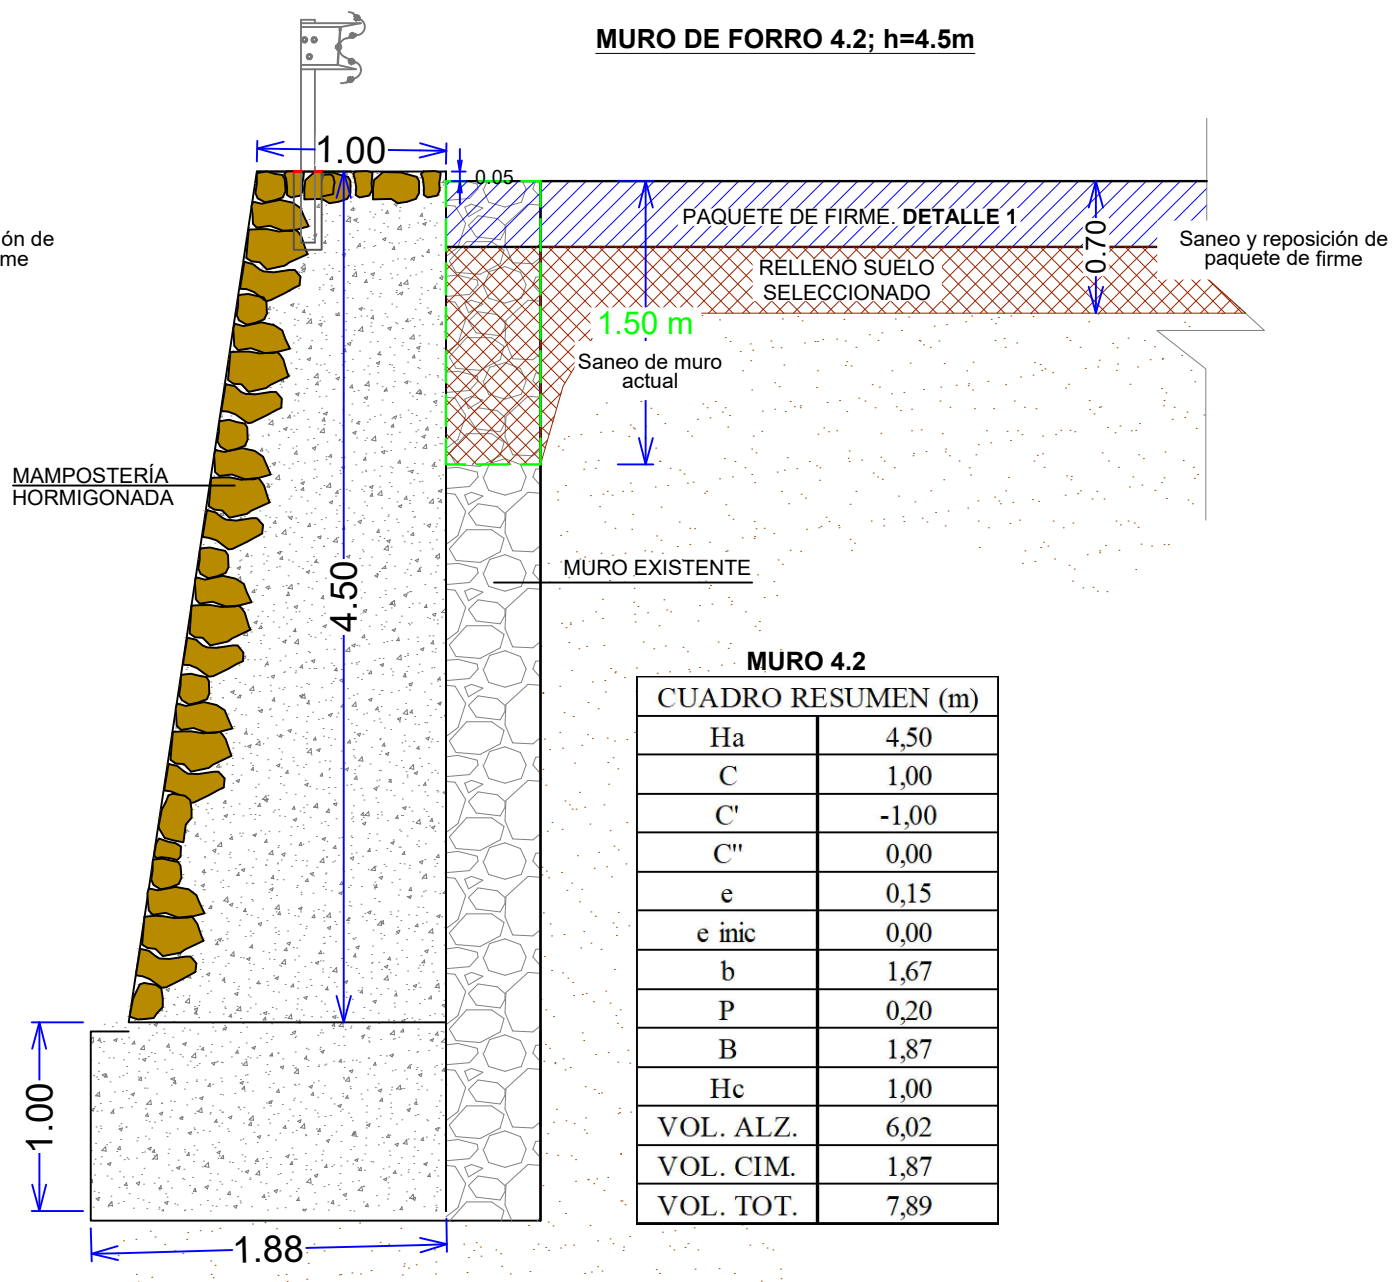 MURO DE FORRO 4.2; h=4.5m
1.00
0.05
PAQUETE DE FIRME. DETALLE 1
0.70
ón de
me
Saneo y reposición de
paquete de firme
RELLENO SUELO
SELECCIONADO
1.50 m
Saneo de muro
actual
MAMPOSTERÍA
HORMIGONADA
4.50
MURO EXISTENTE
MURO 4.2
CUADRO RESUMEN (m)
Ha 4,50
C 1,00
C' -1,00
C'' 0,00
e 0,15
e inic 0,00
b 1,67
P 0,20
B 1,87
Hc 1,00
VOL. ALZ. 6,02
VOL. CIM. 1,87
VOL. TOT. 7,89
1.00
1.88